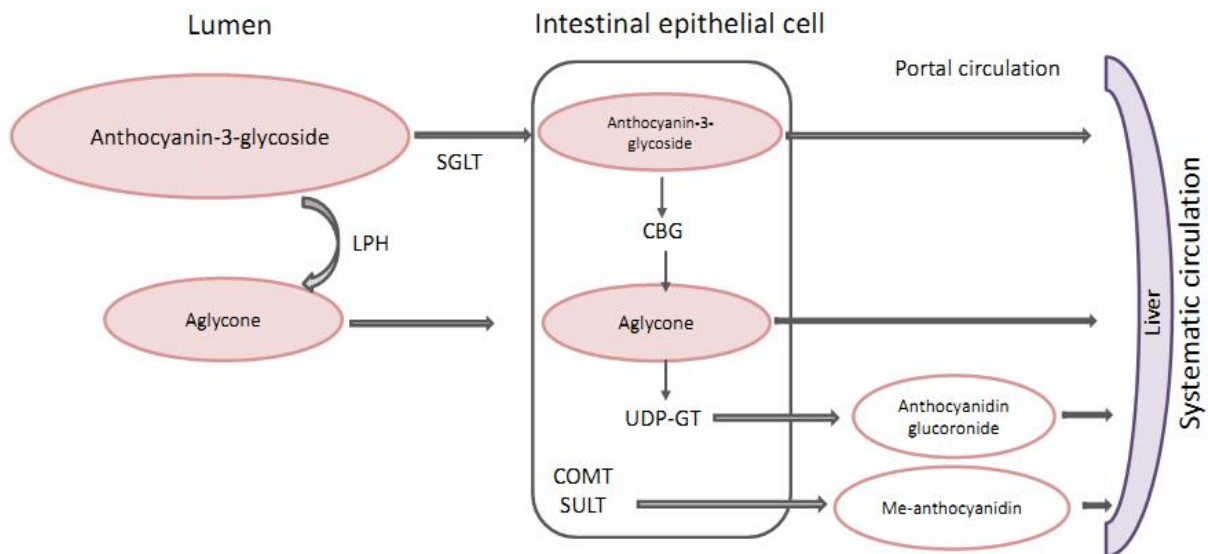 Lumen
Intestinal epithelial cell
Portal circulation
Anthocyanin-3-glycoside
SGLT
Anthocyanin-3-
glycoside
LPH
CBG
Aglycone
Aglycone
UDP-GT
Anthocyanidin
glucoronide
COMT
SULT
Me-anthocyanidin
Liver
Systematic circulation